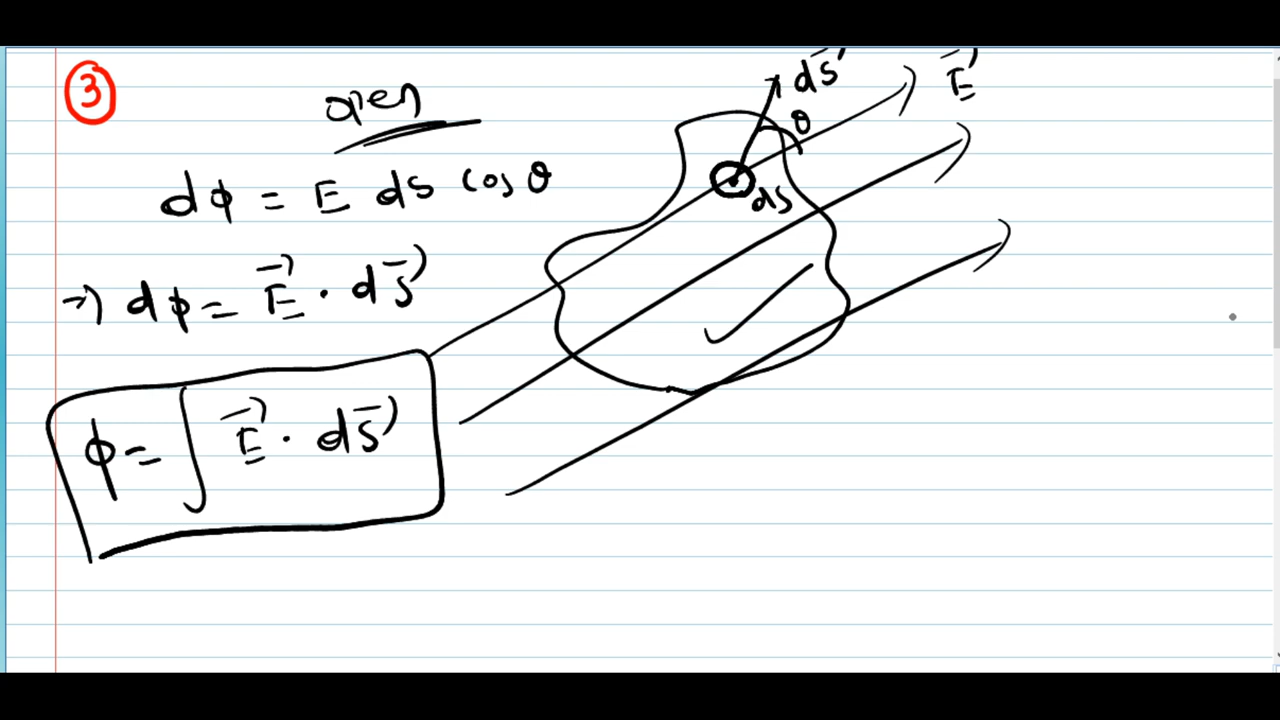 3
open
dϕ = E ds cos θ
→ dϕ = E⃗ · dS⃗
ϕ = ∫ E⃗ · dS⃗
dS⃗
E⃗
θ
ds